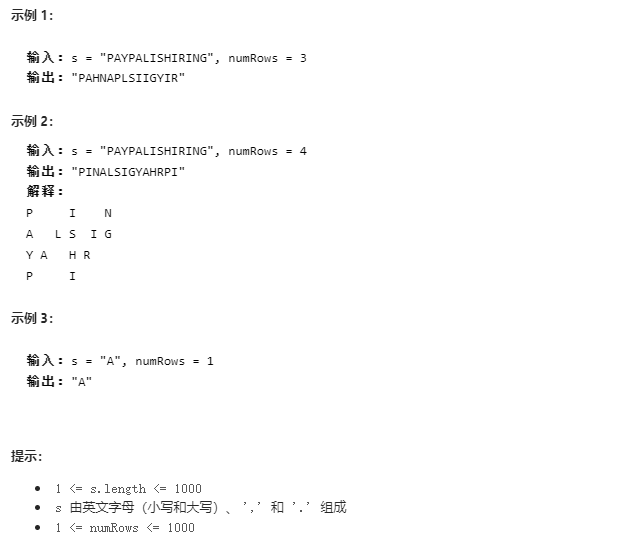 示例 1：
输入：s = "PAYPALISHIRING", numRows = 3
输出："PAHNAPLSIIGYIR"
示例 2：
输入：s = "PAYPALISHIRING", numRows = 4
输出："PINALSIGYAHRPI"
解释：
P     I    N
A   L S  I G
Y A   H R
P     I
示例 3：
输入：s = "A", numRows = 1
输出："A"
提示：
• 1 <= s.length <= 1000
• s 由英文字母（小写和大写）、',' 和 '.' 组成
• 1 <= numRows <= 1000